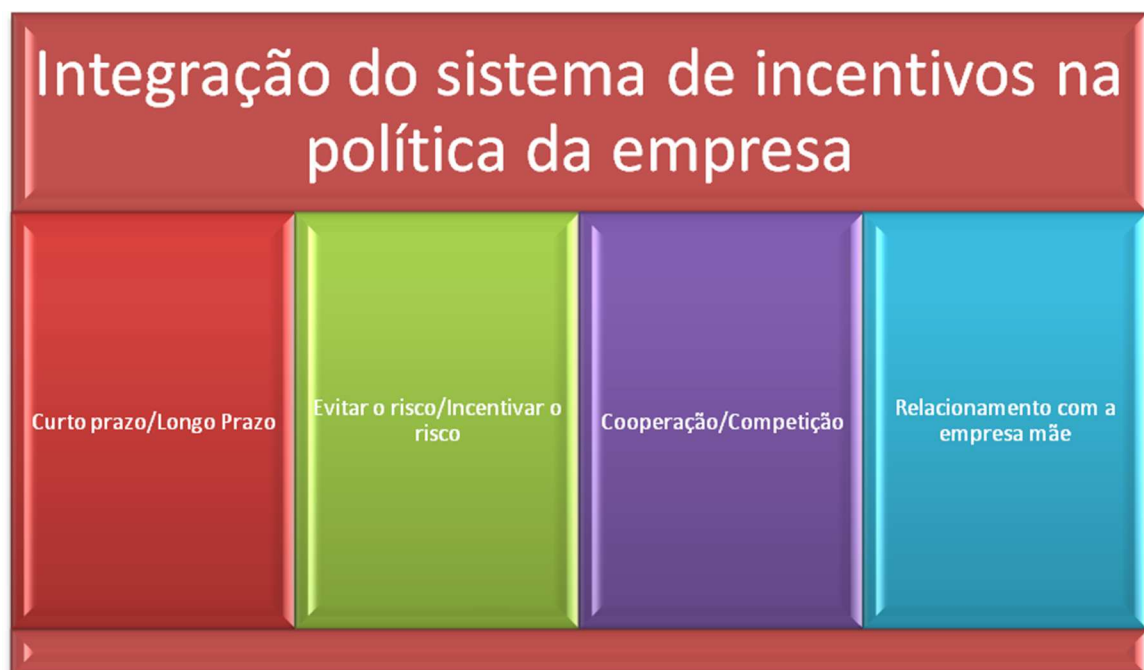 Integração do sistema de incentivos na
política da empresa
Curto prazo/Longo Prazo
Evitar o risco/Incentivar o
risco
Cooperação/Competição
Relacionamento com a
empresa mãe